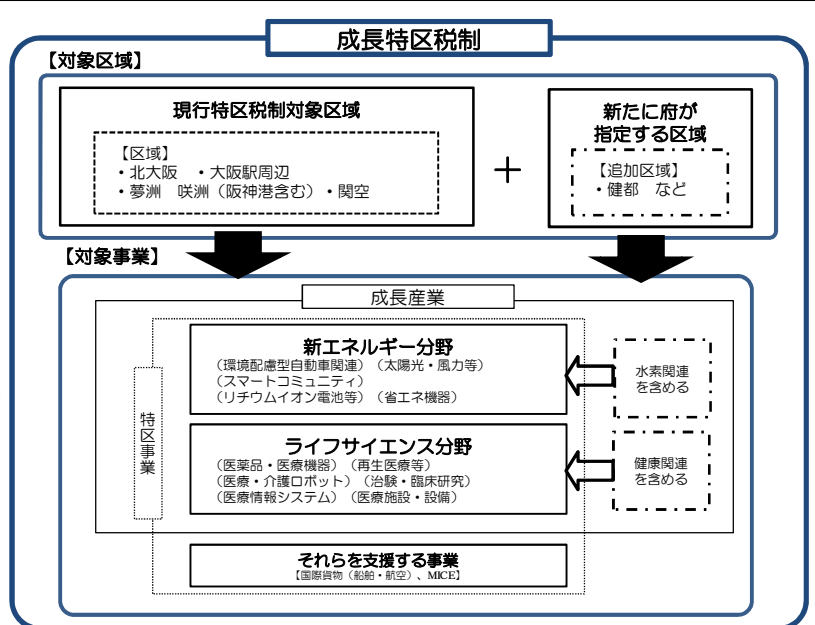 成長特区税制
【対象区域】
現行特区税制対象区域
【区域】
・北大阪　・大阪駅周辺
・夢洲　咲洲（阪神港含む）・関空
＋
新たに府が
指定する区域
【追加区域】
・健都　など
【対象事業】
成長産業
特区事業
新エネルギー分野
（環境配慮型自動車関連）（太陽光・風力等）
（スマートコミュニティ）
（リチウムイオン電池等）（省エネ機器）
水素関連
を含める
ライフサイエンス分野
（医薬品・医療機器）（再生医療等）
（医療・介護ロボット）（治験・臨床研究）
（医療情報システム）（医療施設・設備）
健康関連
を含める
それらを支援する事業
【国際貨物（船舶・航空）、MICE】